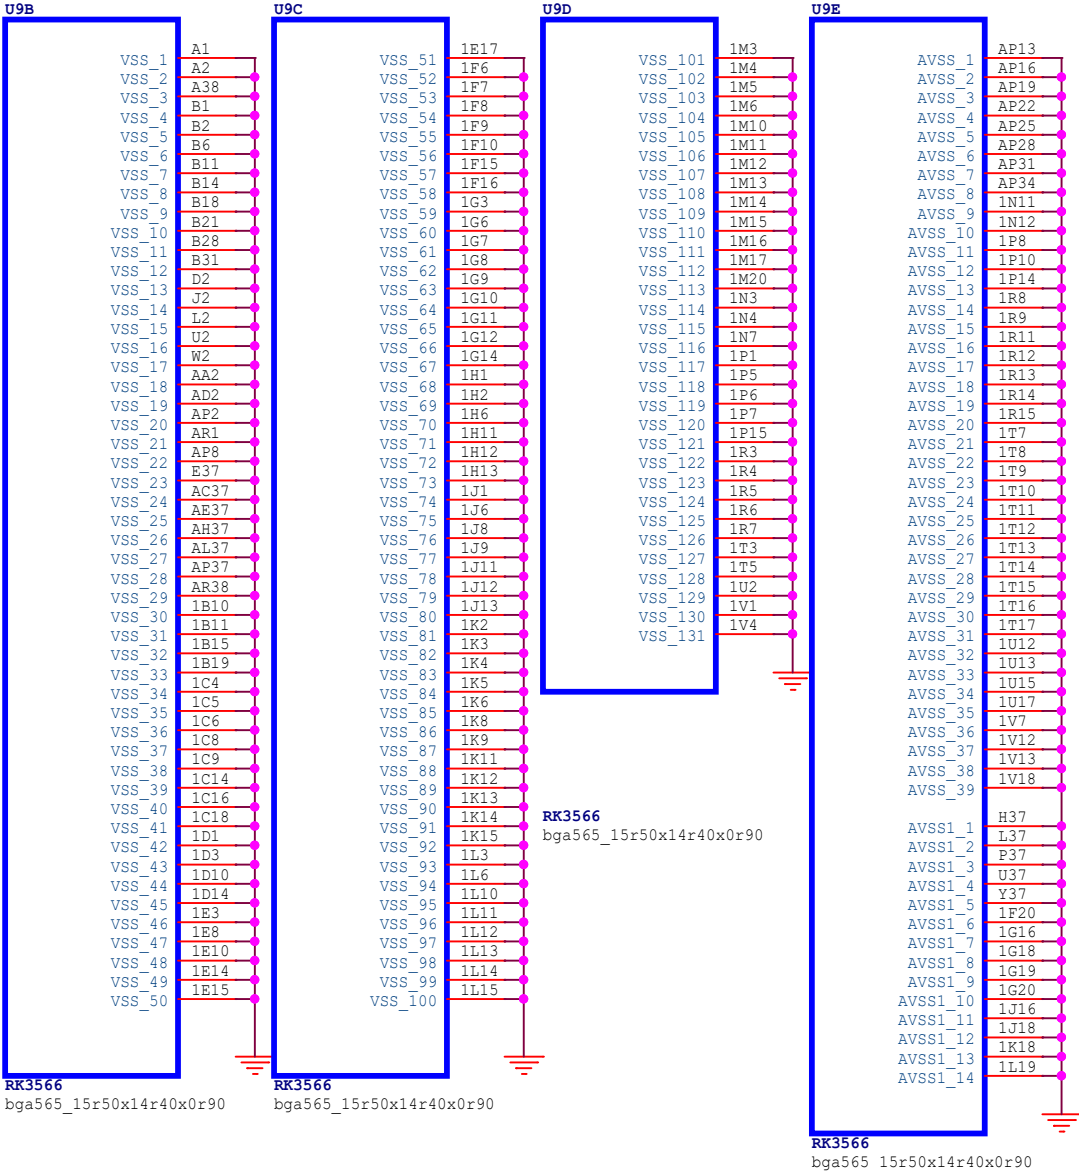 U9B
VSS_1 A1
VSS_2 A2
VSS_3 A38
VSS_4 B1
VSS_5 B2
VSS_6 B6
VSS_7 B11
VSS_8 B14
VSS_9 B18
VSS_10 B21
VSS_11 B28
VSS_12 B31
VSS_13 D2
VSS_14 J2
VSS_15 L2
VSS_16 U2
VSS_17 W2
VSS_18 AA2
VSS_19 AD2
VSS_20 AP2
VSS_21 AR1
VSS_22 AP8
VSS_23 E37
VSS_24 AC37
VSS_25 AE37
VSS_26 AH37
VSS_27 AL37
VSS_28 AP37
VSS_29 AR38
VSS_30 1B10
VSS_31 1B11
VSS_32 1B15
VSS_33 1B19
VSS_34 1C4
VSS_35 1C5
VSS_36 1C6
VSS_37 1C8
VSS_38 1C9
VSS_39 1C14
VSS_40 1C16
VSS_41 1C18
VSS_42 1D1
VSS_43 1D3
VSS_44 1D10
VSS_45 1D14
VSS_46 1E3
VSS_47 1E8
VSS_48 1E10
VSS_49 1E14
VSS_50 1E15
RK3566
bga565_15r50x14r40x0r90
U9C
VSS_51 1E17
VSS_52 1F6
VSS_53 1F7
VSS_54 1F8
VSS_55 1F9
VSS_56 1F10
VSS_57 1F15
VSS_58 1F16
VSS_59 1G3
VSS_60 1G6
VSS_61 1G7
VSS_62 1G8
VSS_63 1G9
VSS_64 1G10
VSS_65 1G11
VSS_66 1G12
VSS_67 1G14
VSS_68 1H1
VSS_69 1H2
VSS_70 1H6
VSS_71 1H11
VSS_72 1H12
VSS_73 1H13
VSS_74 1J1
VSS_75 1J6
VSS_76 1J8
VSS_77 1J9
VSS_78 1J11
VSS_79 1J12
VSS_80 1J13
VSS_81 1K2
VSS_82 1K3
VSS_83 1K4
VSS_84 1K5
VSS_85 1K6
VSS_86 1K8
VSS_87 1K9
VSS_88 1K11
VSS_89 1K12
VSS_90 1K13
VSS_91 1K14
VSS_92 1K15
VSS_93 1L3
VSS_94 1L6
VSS_95 1L10
VSS_96 1L11
VSS_97 1L12
VSS_98 1L13
VSS_99 1L14
VSS_100 1L15
RK3566
bga565_15r50x14r40x0r90
U9D
VSS_101 1M3
VSS_102 1M4
VSS_103 1M5
VSS_104 1M6
VSS_105 1M10
VSS_106 1M11
VSS_107 1M12
VSS_108 1M13
VSS_109 1M14
VSS_110 1M15
VSS_111 1M16
VSS_112 1M17
VSS_113 1M20
VSS_114 1N3
VSS_115 1N4
VSS_116 1N7
VSS_117 1P1
VSS_118 1P5
VSS_119 1P6
VSS_120 1P7
VSS_121 1P15
VSS_122 1R3
VSS_123 1R4
VSS_124 1R5
VSS_125 1R6
VSS_126 1R7
VSS_127 1T3
VSS_128 1T5
VSS_129 1U2
VSS_130 1V1
VSS_131 1V4
RK3566
bga565_15r50x14r40x0r90
U9E
AVSS_1 AP13
AVSS_2 AP16
AVSS_3 AP19
AVSS_4 AP22
AVSS_5 AP25
AVSS_6 AP28
AVSS_7 AP31
AVSS_8 AP34
AVSS_9 1N11
AVSS_10 1N12
AVSS_11 1P8
AVSS_12 1P10
AVSS_13 1P14
AVSS_14 1R8
AVSS_15 1R9
AVSS_16 1R11
AVSS_17 1R12
AVSS_18 1R13
AVSS_19 1R14
AVSS_20 1R15
AVSS_21 1T7
AVSS_22 1T8
AVSS_23 1T9
AVSS_24 1T10
AVSS_25 1T11
AVSS_26 1T12
AVSS_27 1T13
AVSS_28 1T14
AVSS_29 1T15
AVSS_30 1T16
AVSS_31 1T17
AVSS_32 1U12
AVSS_33 1U13
AVSS_34 1U15
AVSS_35 1U17
AVSS_36 1V7
AVSS_37 1V12
AVSS_38 1V13
AVSS_39 1V18
AVSS1_1 H37
AVSS1_2 L37
AVSS1_3 P37
AVSS1_4 U37
AVSS1_5 Y37
AVSS1_6 1F20
AVSS1_7 1G16
AVSS1_8 1G18
AVSS1_9 1G19
AVSS1_10 1G20
AVSS1_11 1J16
AVSS1_12 1J18
AVSS1_13 1K18
AVSS1_14 1L19
RK3566
bga565_15r50x14r40x0r90